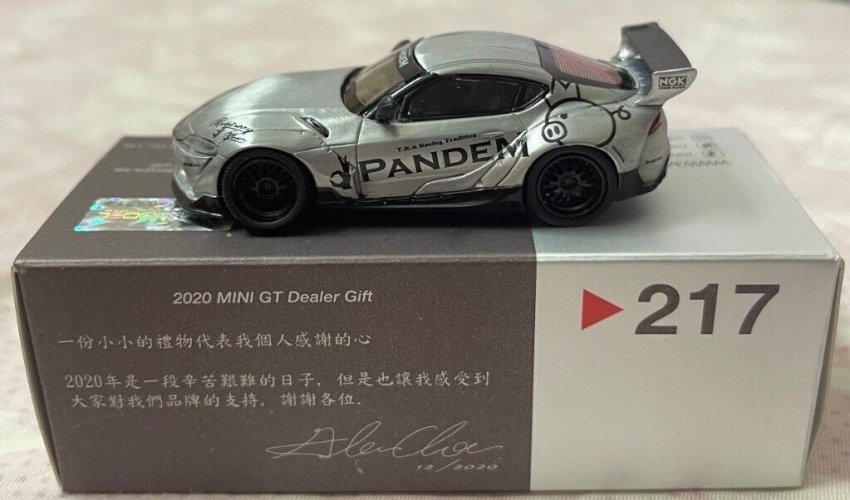 NGK
T.R.A Racing Tradition
PANDEM
2020 MINI GT Dealer Gift
217
一份小小的禮物代表我個人感謝的心
2020年是一段辛苦艱難的日子, 但是也讓我感受到
大家對我們品牌的支持, 謝謝各位.
12/2020